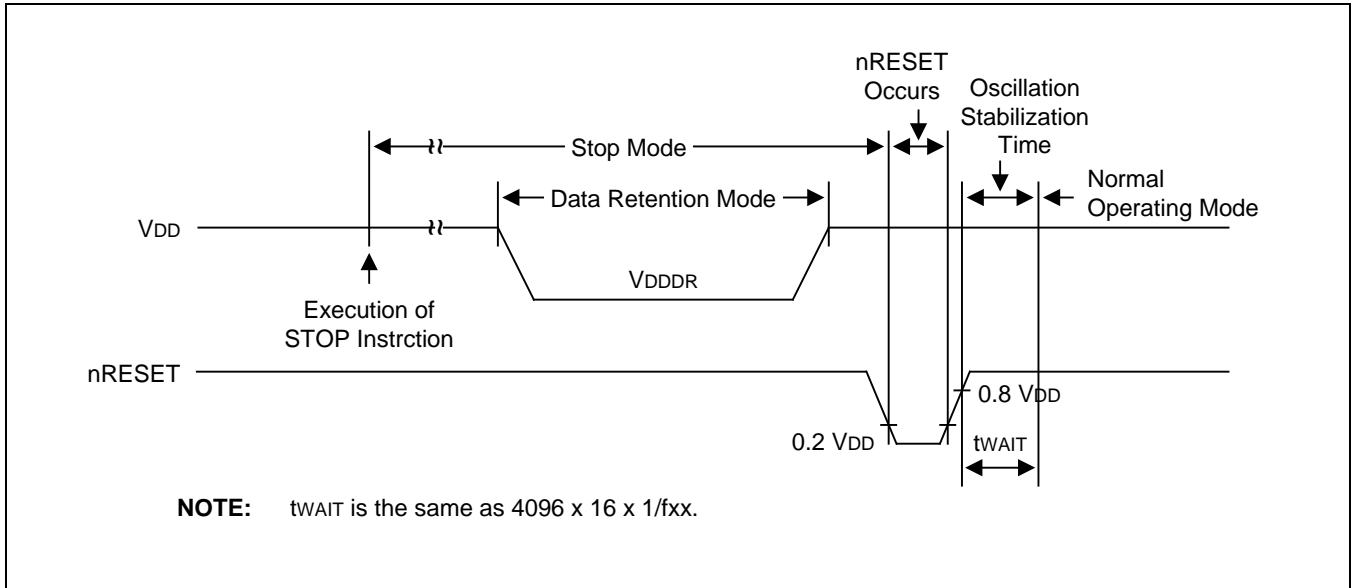 nRESET
Occurs
Oscillation
Stabilization
Time
Stop Mode
Data Retention Mode
Normal
Operating Mode
VDD
VDDDR
Execution of
STOP Instrction
nRESET
0.8 VDD
0.2 VDD
tWAIT
NOTE: tWAIT is the same as 4096 x 16 x 1/fxx.